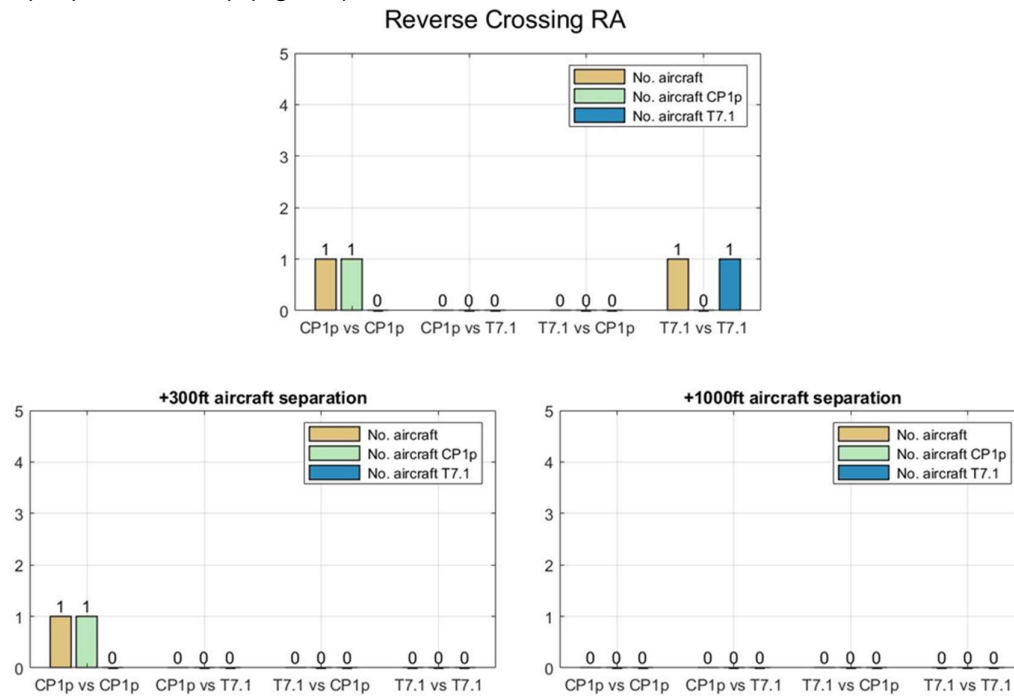 Reverse Crossing RA
5
4
3
2
1
0
No. aircraft
No. aircraft CP1p
No. aircraft T7.1
1 1 0 0 0 0 0 0 0 1 0 1
CP1p vs CP1p CP1p vs T7.1 T7.1 vs CP1p T7.1 vs T7.1
+300ft aircraft separation
5
4
3
2
1
0
No. aircraft
No. aircraft CP1p
No. aircraft T7.1
1 1 0 0 0 0 0 0 0 0 0 0
CP1p vs CP1p CP1p vs T7.1 T7.1 vs CP1p T7.1 vs T7.1
+1000ft aircraft separation
5
4
3
2
1
0
No. aircraft
No. aircraft CP1p
No. aircraft T7.1
0 0 0 0 0 0 0 0 0 0 0 0
CP1p vs CP1p CP1p vs T7.1 T7.1 vs CP1p T7.1 vs T7.1